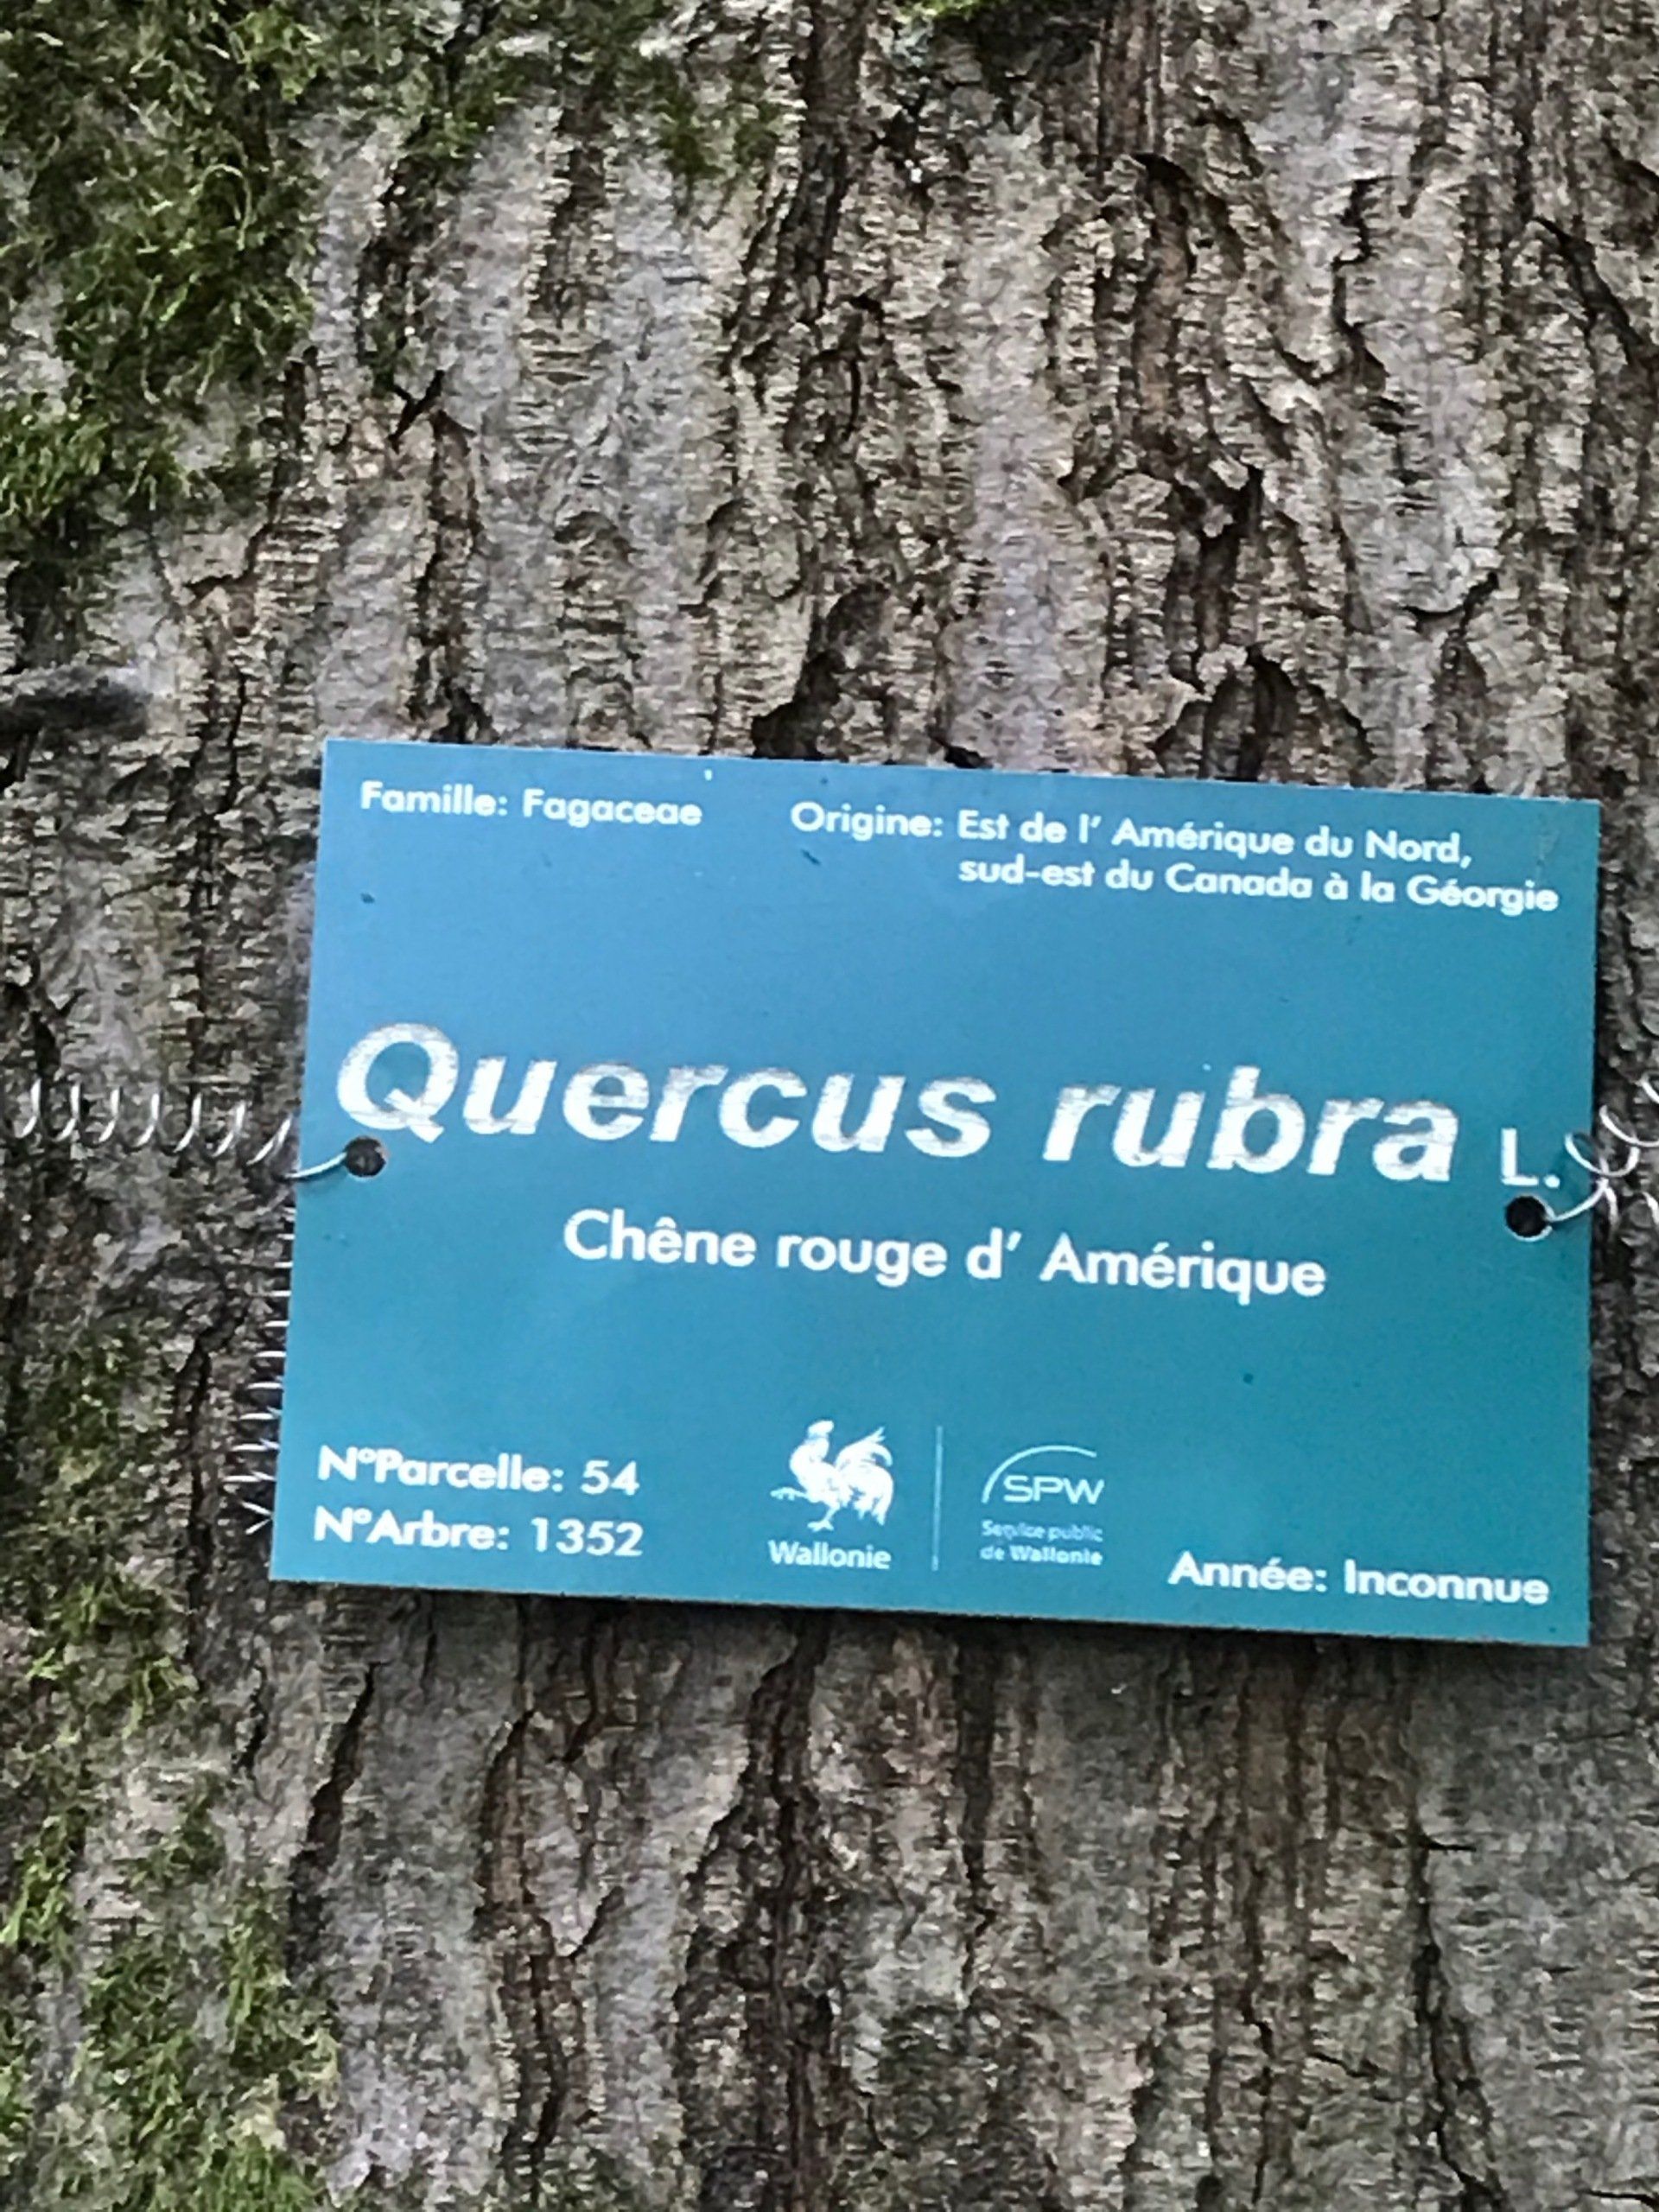 Famille: Fagaceae
Origine: Est de l' Amérique du Nord,
sud-est du Canada à la Géorgie
Quercus rubra L.
Chêne rouge d' Amérique
N°Parcelle: 54
N°Arbre: 1352
Wallonie
SPW
Service public
de Wallonie
Année: Inconnue